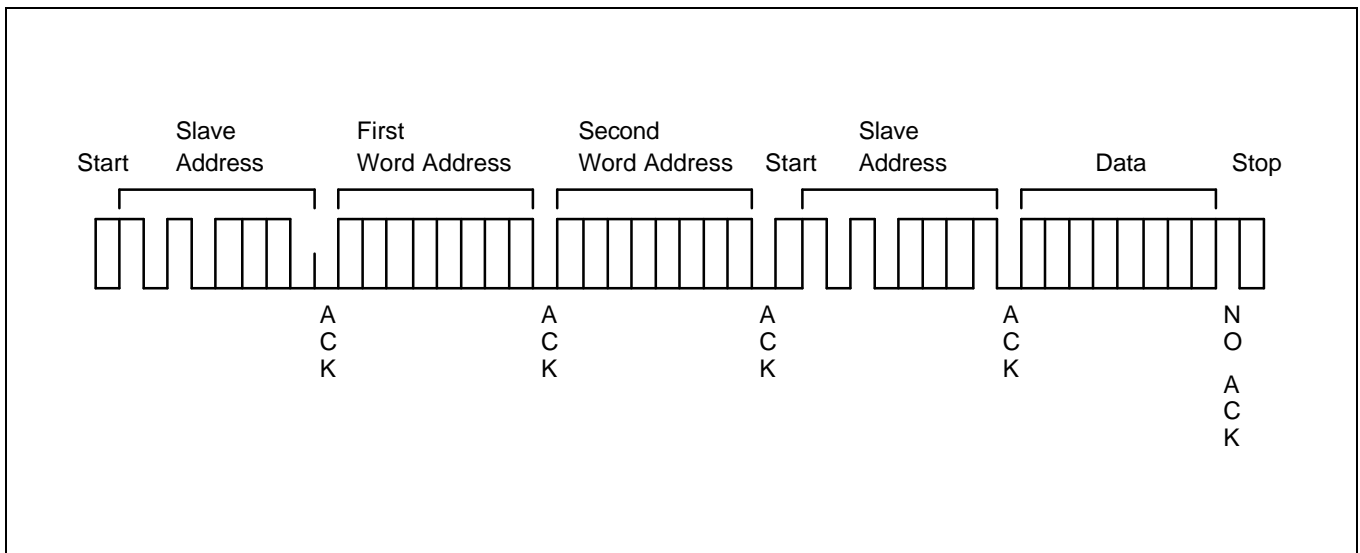 Slave
Address
First
Word Address
Second
Word Address
Slave
Address
Start
Start
Data
Stop
A
C
K
A
C
K
A
C
K
A
C
K
N
O
A
C
K